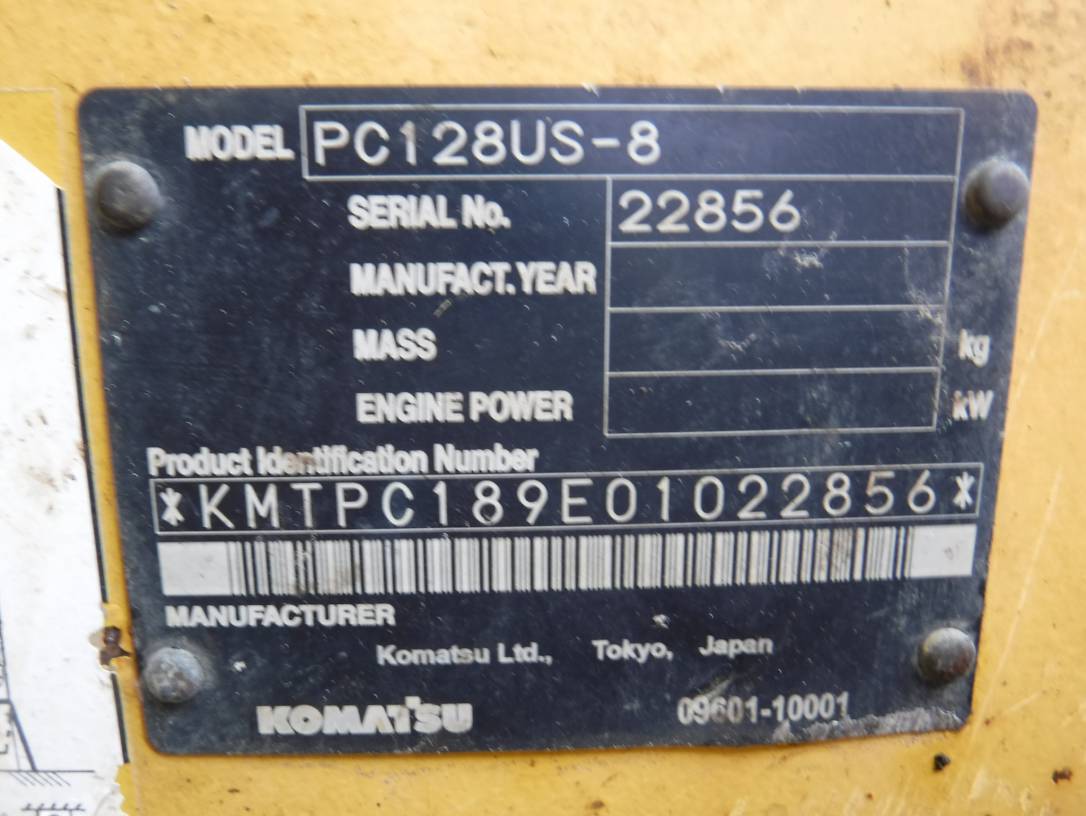 MODEL PC128US-8
SERIAL No. 22856
MANUFACT. YEAR
MASS kg
ENGINE POWER kW
Product Identification Number
*KMTPC189E01022856*
MANUFACTURER
Komatsu Ltd., Tokyo, Japan
KOMATSU 09601-10001